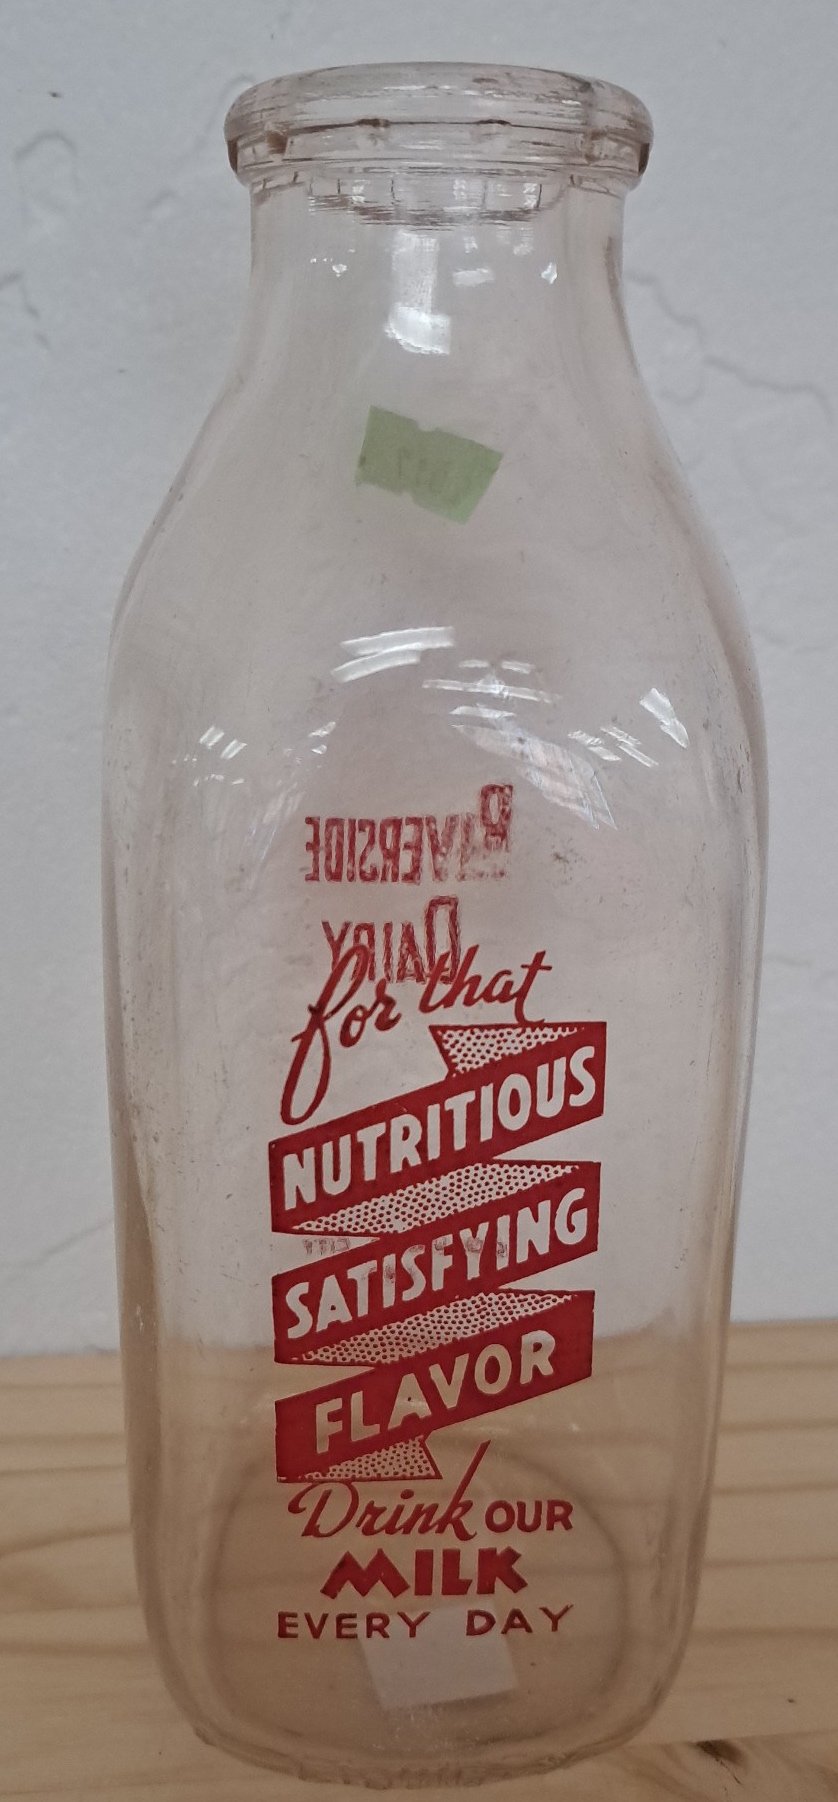 RIVERSIDE
DAIRY
for that
NUTRITIOUS
SATISFYING
FLAVOR
Drink OUR
MILK
EVERY DAY